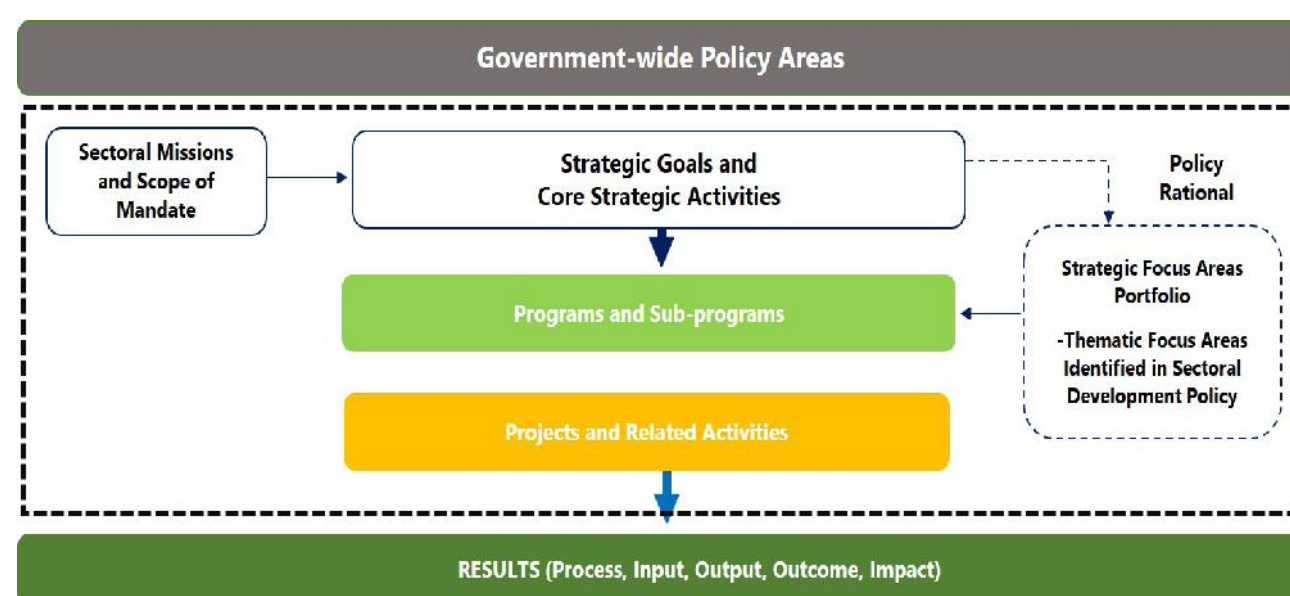 Government-wide Policy Areas
Sectoral Missions
and Scope of
Mandate
Strategic Goals and
Core Strategic Activities
Policy
Rational
Strategic Focus Areas
Portfolio
-Thematic Focus Areas
Identified in Sectoral
Development Policy
Programs and Sub-programs
Projects and Related Activities
RESULTS (Process, Input, Output, Outcome, Impact)